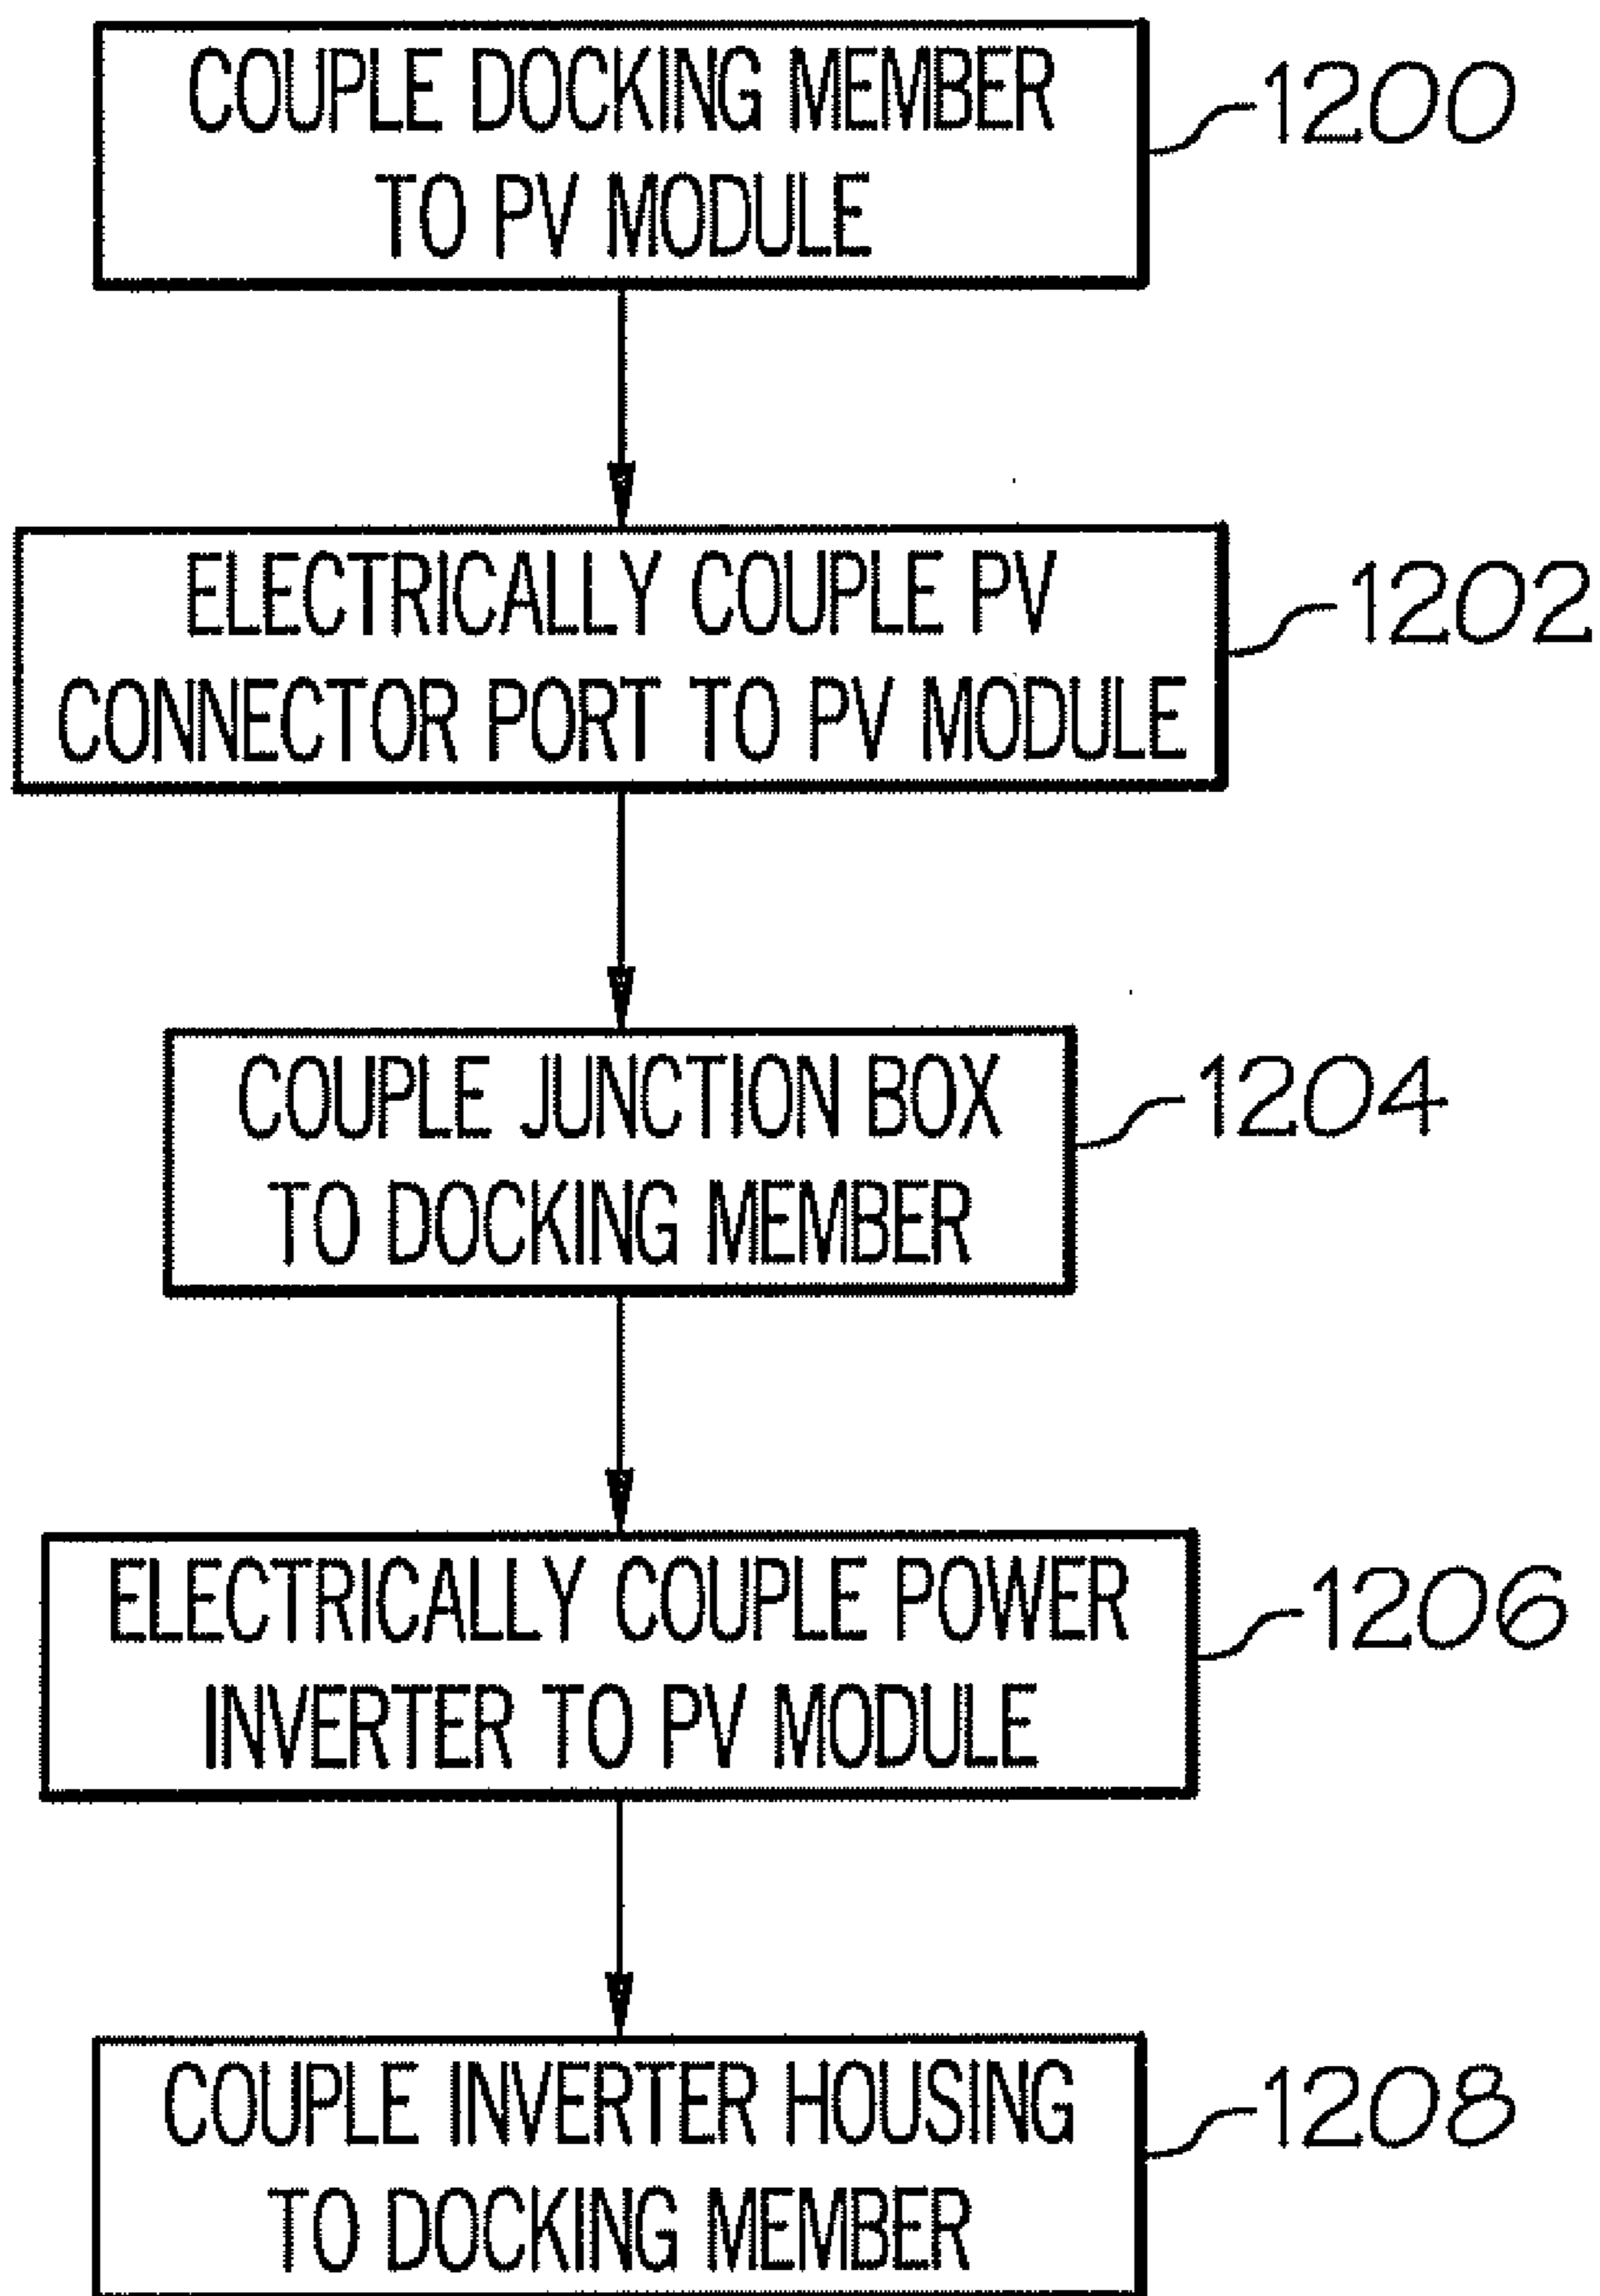 COUPLE DOCKING MEMBER
TO PV MODULE
1200
ELECTRICALLY COUPLE PV
CONNECTOR PORT TO PV MODULE
1202
COUPLE JUNCTION BOX
TO DOCKING MEMBER
1204
ELECTRICALLY COUPLE POWER
INVERTER TO PV MODULE
1206
COUPLE INVERTER HOUSING
TO DOCKING MEMBER
1208